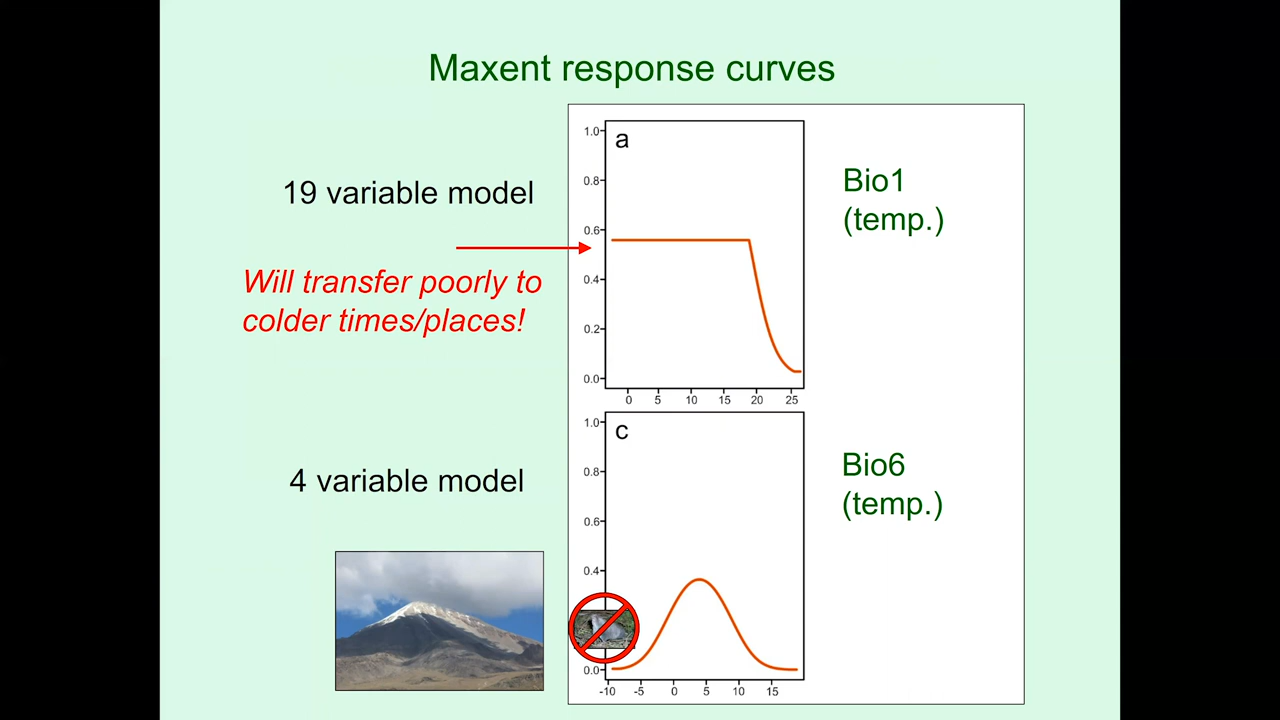 Maxent response curves
19 variable model
Will transfer poorly to
colder times/places!
a
1.0
0.8
0.6
0.4
0.2
0.0
0 5 10 15 20 25
Bio1
(temp.)
4 variable model
c
1.0
0.8
0.6
0.4
0.0
-10 -5 0 5 10 15
Bio6
(temp.)